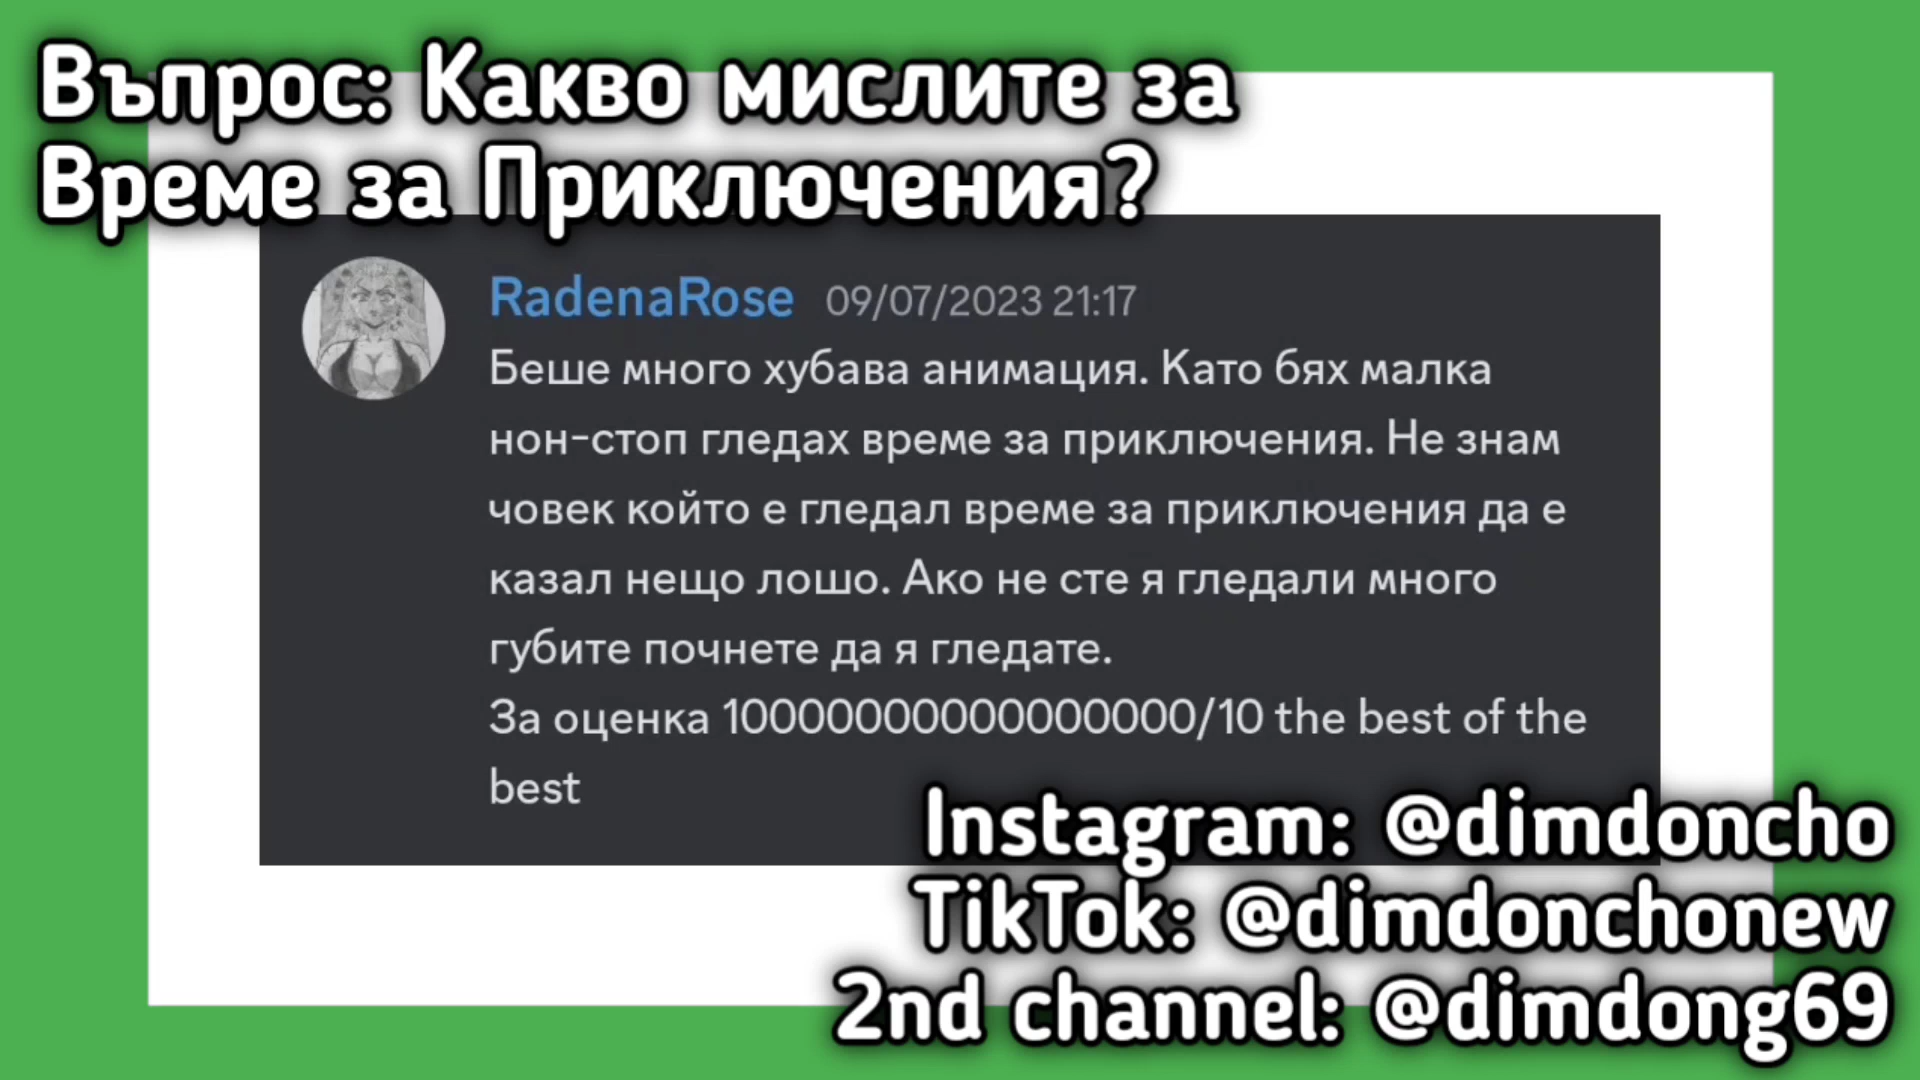 Въпрос: Какво мислите за
Време за Приключения?
RadenaRose 09/07/2023 21:17
Беше много хубава анимация. Като бях малка
нон-стоп гледах време за приключения. Не знам
човек който е гледал време за приключения да е
казал нещо лошо. Ако не сте я гледали много
губите почнете да я гледате.
За оценка 10000000000000000/10 the best of the
best
Instagram: @dimdoncho
TikTok: @dimdonchonew
2nd channel: @dimdong69